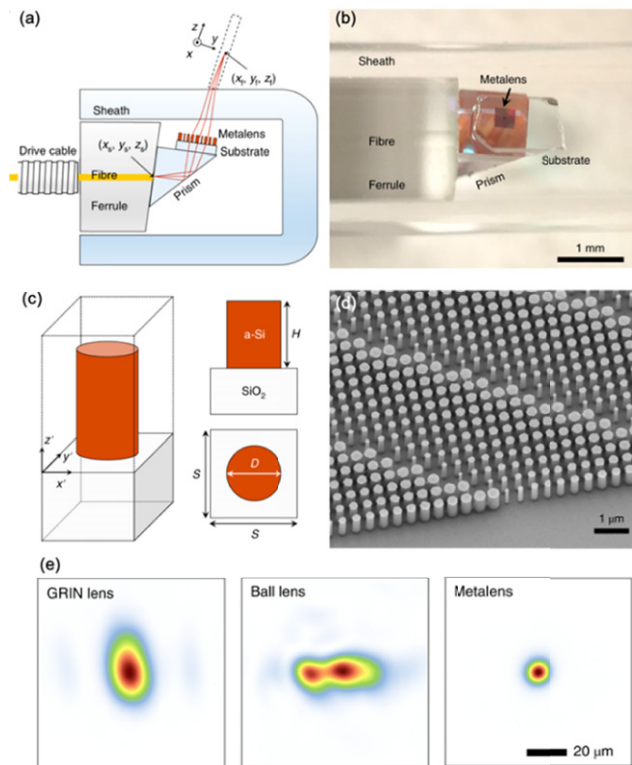 (a)
z
y
x
(xf, yf, zf)
Sheath
Metalens
Substrate
Drive cable
(xs, ys, zs)
Fibre
Prism
Ferrule
(b)
Sheath
Metalens
Fibre
Substrate
Prism
Ferrule
1 mm
(c)
a-Si
H
SiO2
z'
y'
x'
S
D
S
(d)
1 μm
(e)
GRIN lens
Ball lens
Metalens
20 μm